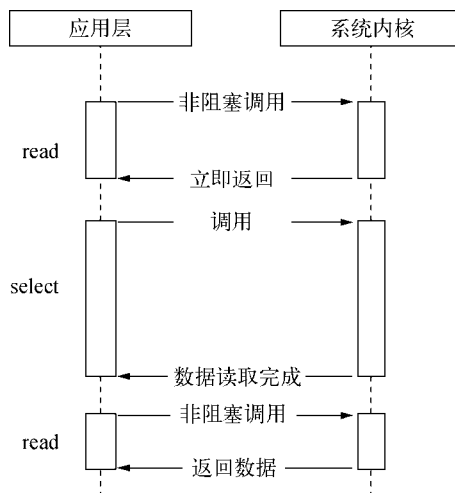 应用层
系统内核
非阻塞调用
read
立即返回
调用
select
数据读取完成
非阻塞调用
read
返回数据